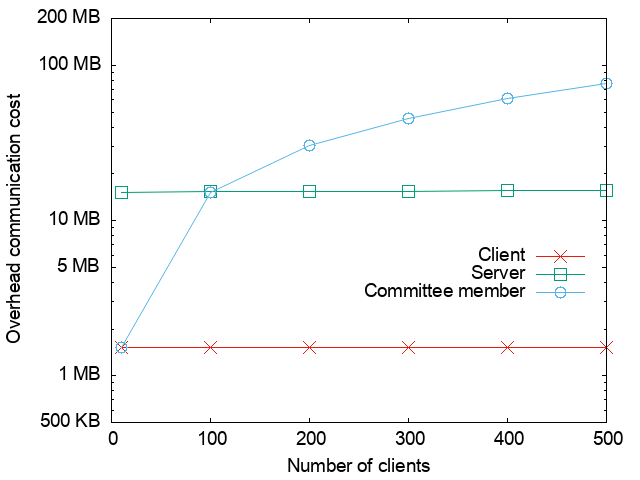 200 MB
100 MB
10 MB
5 MB
1 MB
500 KB
Overhead communication cost
Client
Server
Committee member
0 100 200 300 400 500
Number of clients